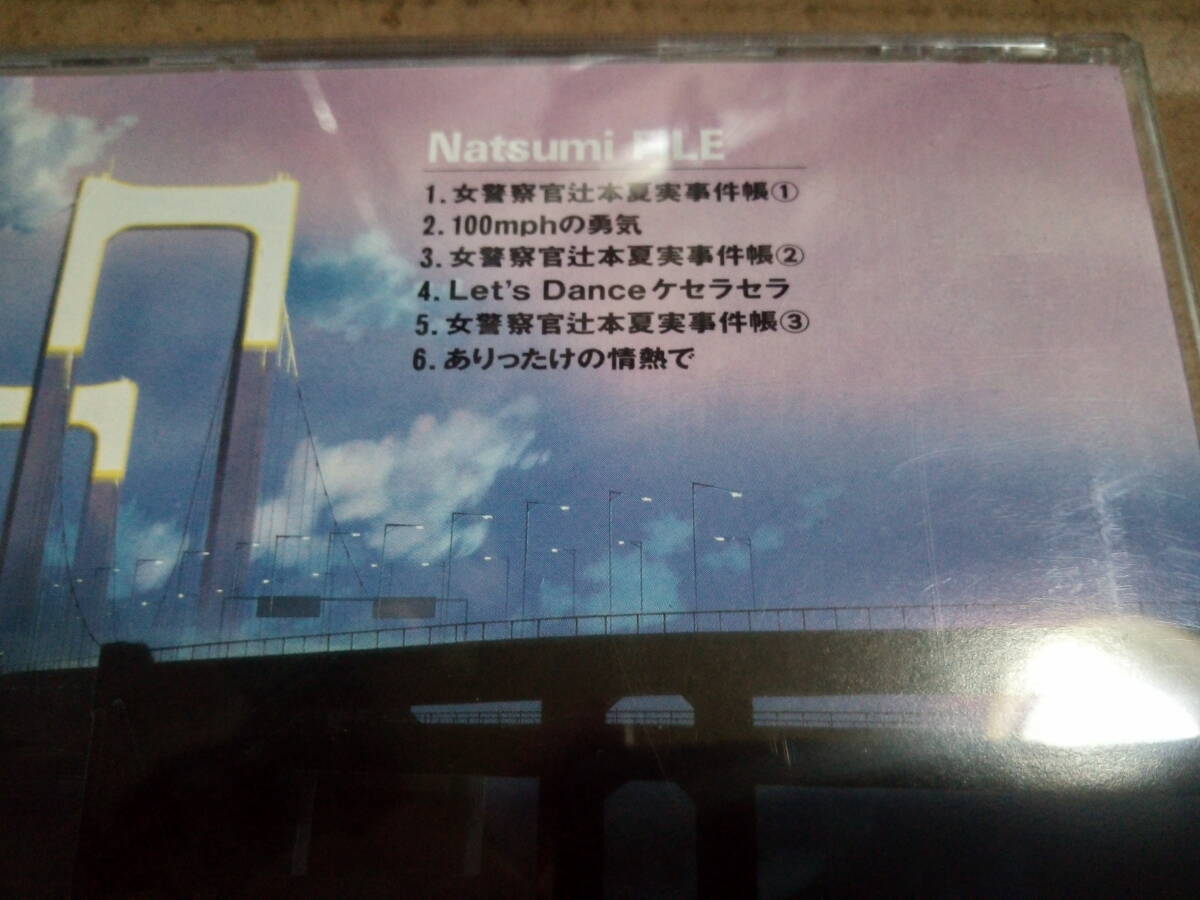 Natsumi FILE
1. 女警察官辻本夏実事件帳①
2. 100mphの勇気
3. 女警察官辻本夏実事件帳②
4. Let's Danceケセラセラ
5. 女警察官辻本夏実事件帳③
6. ありったけの情熱で